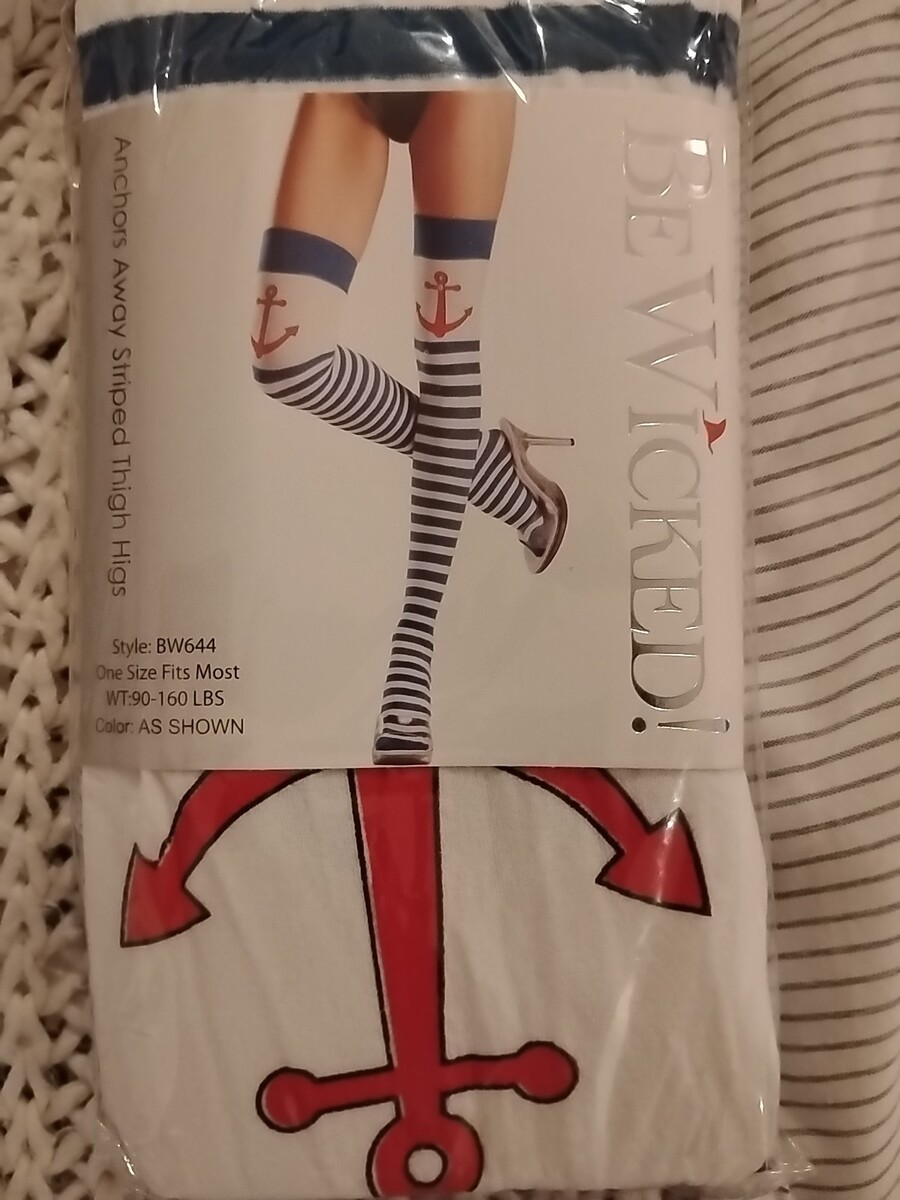 BE WICKED!
Anchors Away Striped Thigh Higs
Style: BW644
One Size Fits Most
WT:90-160 LBS
Color: AS SHOWN